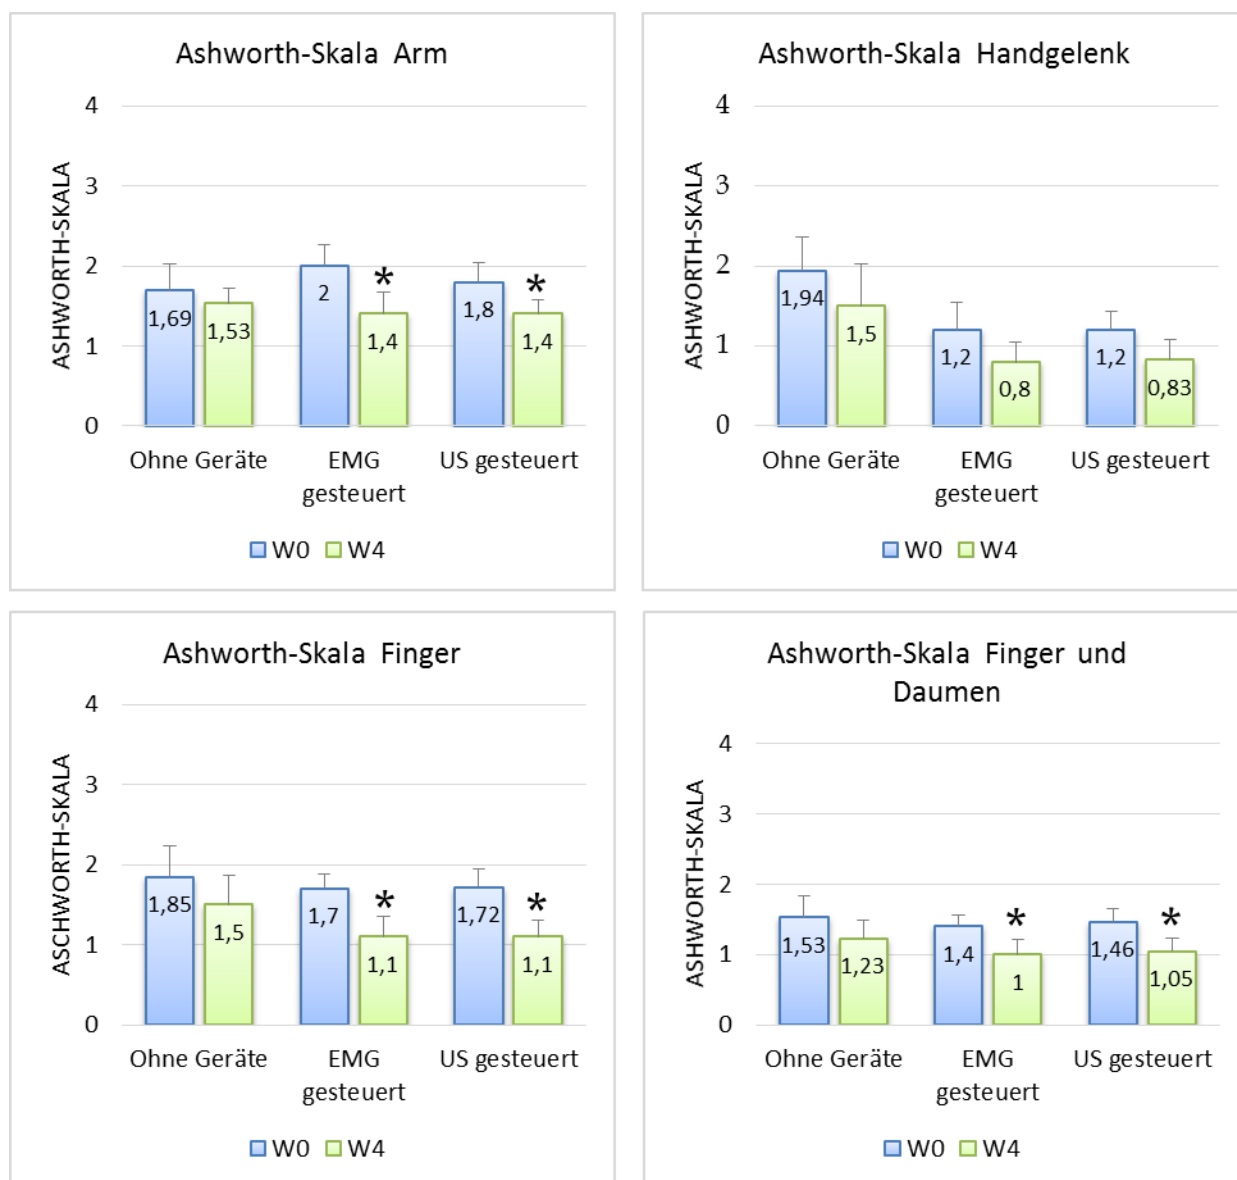 Ashworth-Skala Arm
ASHWORTH-SKALA
4
3
2
1
0
1,69
1,53
2
*
1,4
1,8
*
1,4
Ohne Geräte
EMG
gesteuert
US gesteuert
W0 W4
Ashworth-Skala Handgelenk
ASHWORTH-SKALA
4
3
2
1
0
1,94
1,5
1,2
0,8
1,2
0,83
Ohne Geräte
EMG
gesteuert
US gesteuert
W0 W4
Ashworth-Skala Finger
ASCHWORTH-SKALA
4
3
2
1
0
1,85
1,5
1,7
*
1,1
1,72
*
1,1
Ohne Geräte
EMG
gesteuert
US gesteuert
W0 W4
Ashworth-Skala Finger und
Daumen
ASHWORTH-SKALA
4
3
2
1
0
1,53
1,23
1,4
*
1
1,46
*
1,05
Ohne Geräte
EMG
gesteuert
US gesteuert
W0 W4